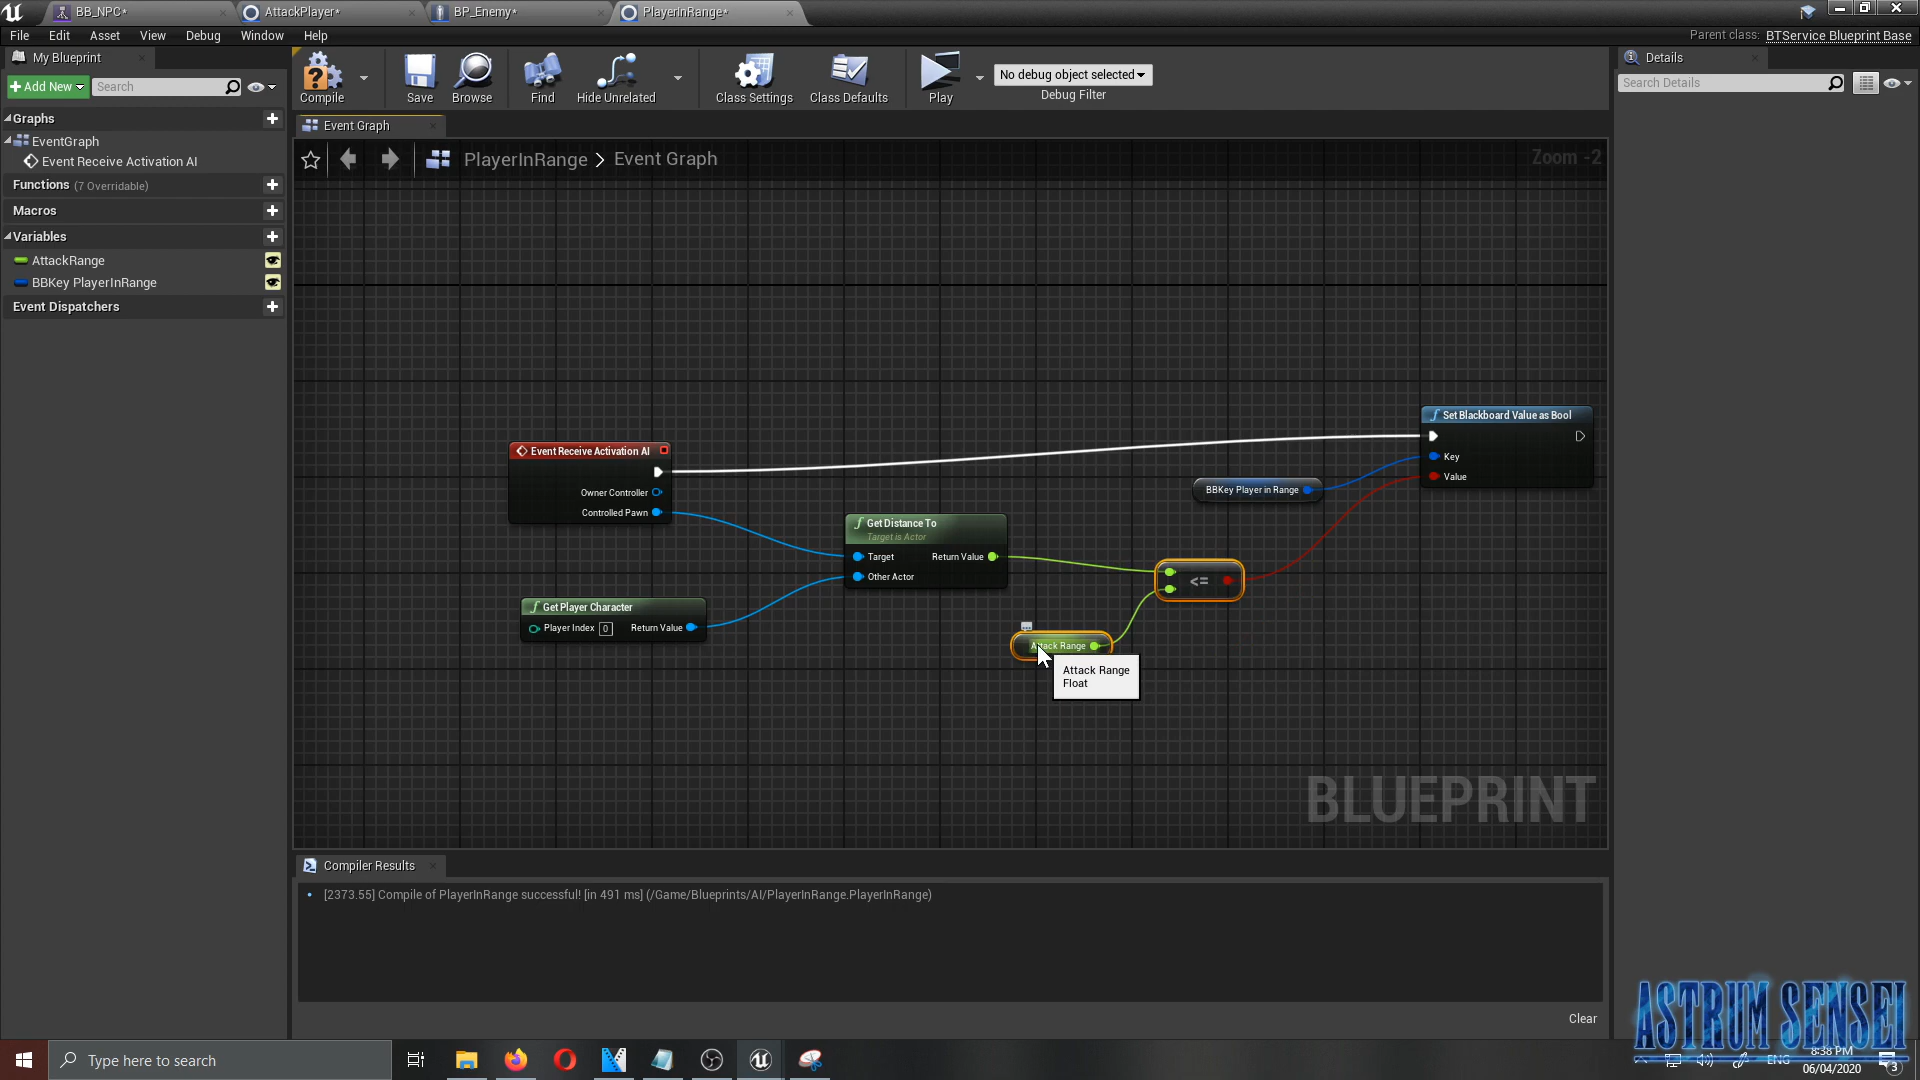 BB_NPC*
AttackPlayer*
BP_Enemy*
PlayerInRange*
File
Edit
Asset
View
Debug
Window
Help
Parent class: BTService Blueprint Base
My Blueprint
Add New
Search
Graphs
EventGraph
Event Receive Activation AI
Functions (7 Overridable)
Macros
Variables
AttackRange
BBKey PlayerInRange
Event Dispatchers
Compile
Save
Browse
Find
Hide Unrelated
Class Settings
Class Defaults
Play
No debug object selected
Debug Filter
Details
Search Details
Event Graph
PlayerInRange > Event Graph
Zoom -2
Event Receive Activation AI
Owner Controller
Controlled Pawn
Get Player Character
Player Index 0
Return Value
Get Distance To
Target is Actor
Target
Return Value
Other Actor
<=
Attack Range
Attack Range
Float
BBKey Player in Range
Set Blackboard Value as Bool
Key
Value
BLUEPRINT
Compiler Results
[2373.55] Compile of PlayerInRange successful! [in 491 ms] (/Game/Blueprints/AI/PlayerInRange.PlayerInRange)
Clear
ASTRUM SENSEI
Type here to search
ENG
8:38 PM
06/04/2020
3